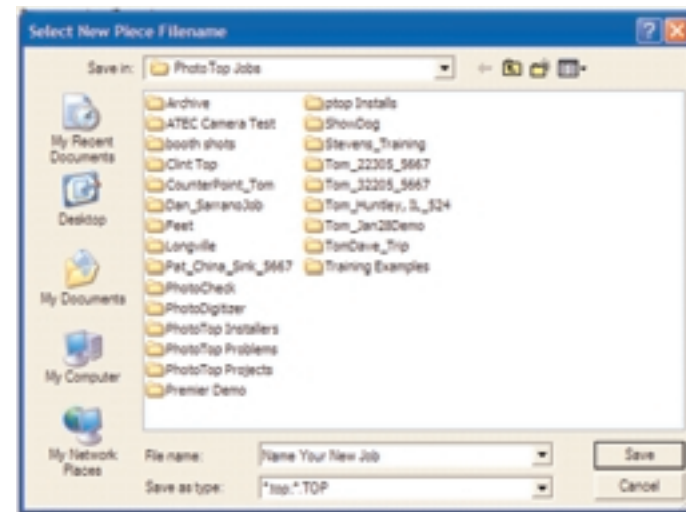 Select New Piece Filename
Save in:
PhotoTop Jobs
My Recent
Documents
Desktop
My Documents
My Computer
My Network
Places
Archive
ATEC Camera Test
booth shots
Clint Top
CounterPoint_Tom
Dan_SarranoJob
Feet
Longville
Pat_China_Sink_5667
PhotoCheck
PhotoDigitizer
PhotoTop Installers
PhotoTop Problems
PhotoTop Projects
Premier Demo
ptop Installs
ShowDog
Stevens_Training
Tom_22305_5667
Tom_32205_5667
Tom_Huntley, IL_524
Tom_Jan28Demo
TomDave_Trip
Training Examples
File name:
Name Your New Job
Save
Save as type:
*.top;*.TOP
Cancel